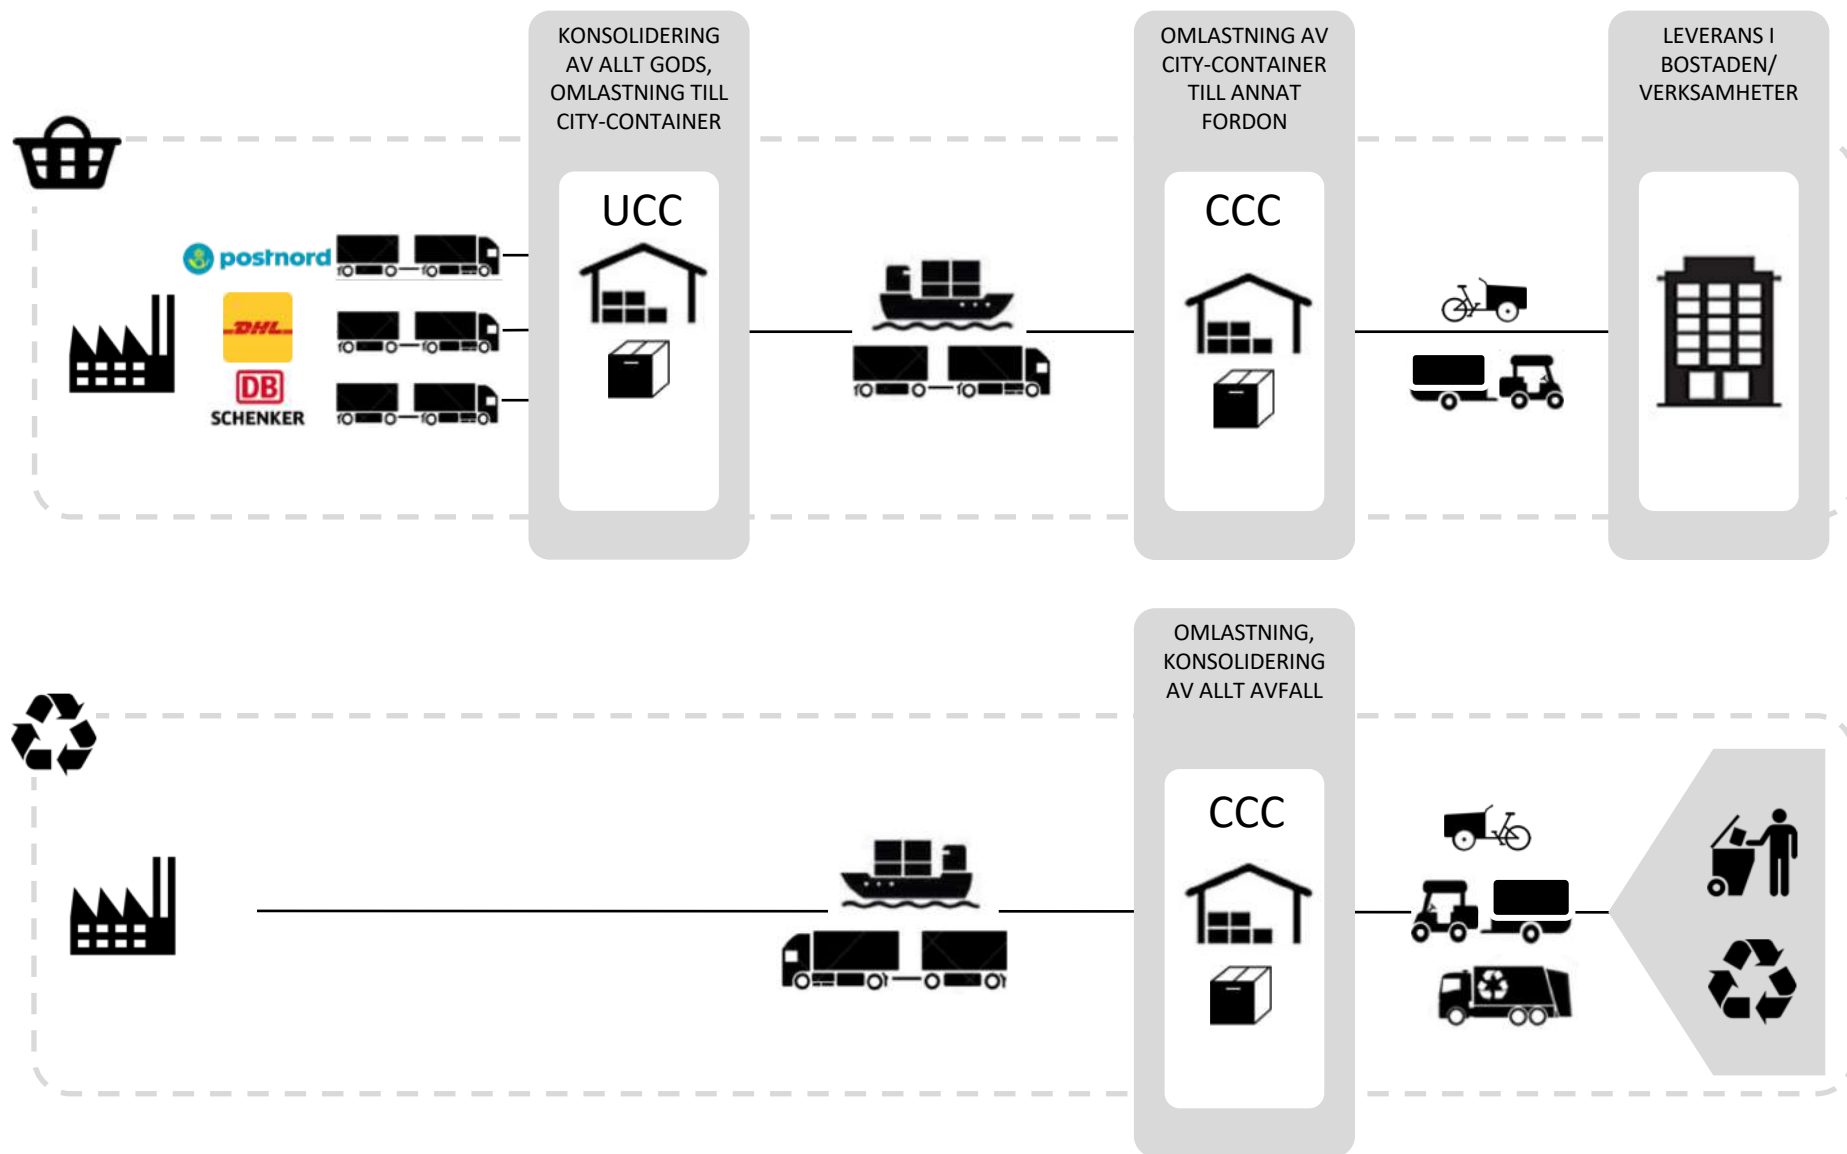 KONSOLIDERING
AV ALLT GODS,
OMLASTNING TILL
CITY-CONTAINER
OMLASTNING AV
CITY-CONTAINER
TILL ANNAT
FORDON
LEVERANS I
BOSTADEN/
VERKSAMHETER
UCC
CCC
postnord
DHL
DB
SCHENKER
OMLASTNING,
KONSOLIDERING
AV ALLT AVFALL
CCC